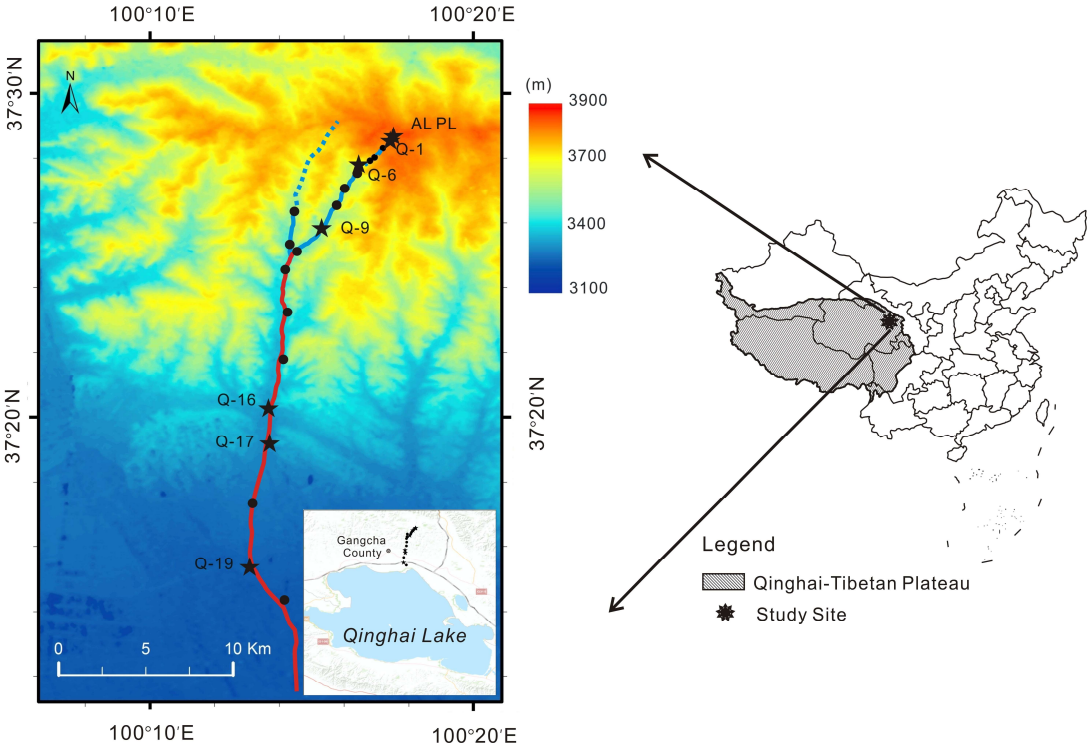 100°10′E
100°20′E
37°30′N
N
AL PL
Q-1
Q-6
Q-9
(m)
3900
3700
3400
3100
37°20′N
37°20′N
Q-16
Q-17
Q-19
0
5
10 Km
Gangcha
County
Qinghai Lake
Legend
Qinghai-Tibetan Plateau
Study Site
100°10′E
100°20′E